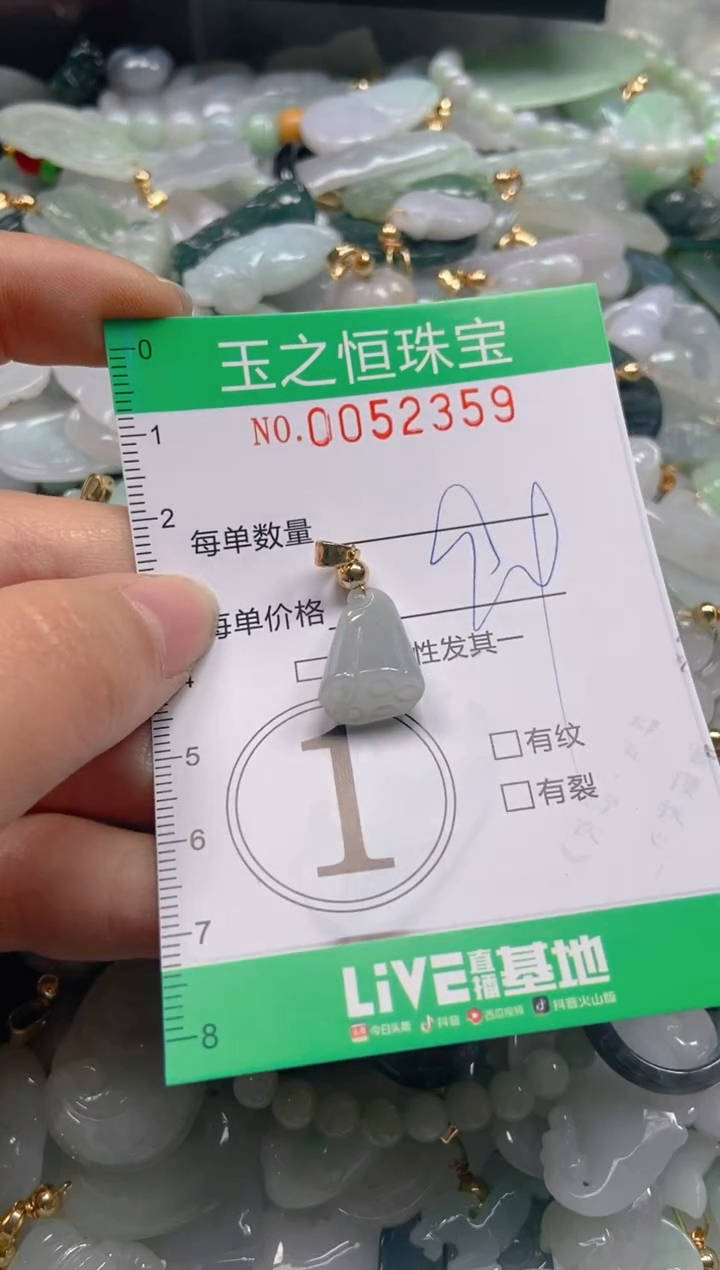 玉之恒珠宝
NO.0052359
每单数量
每单价格
性发其一
1
有纹
有裂
LiVE直播基地
今日头条 抖音 西瓜视频 抖音火山版
0
1
2
5
6
7
8